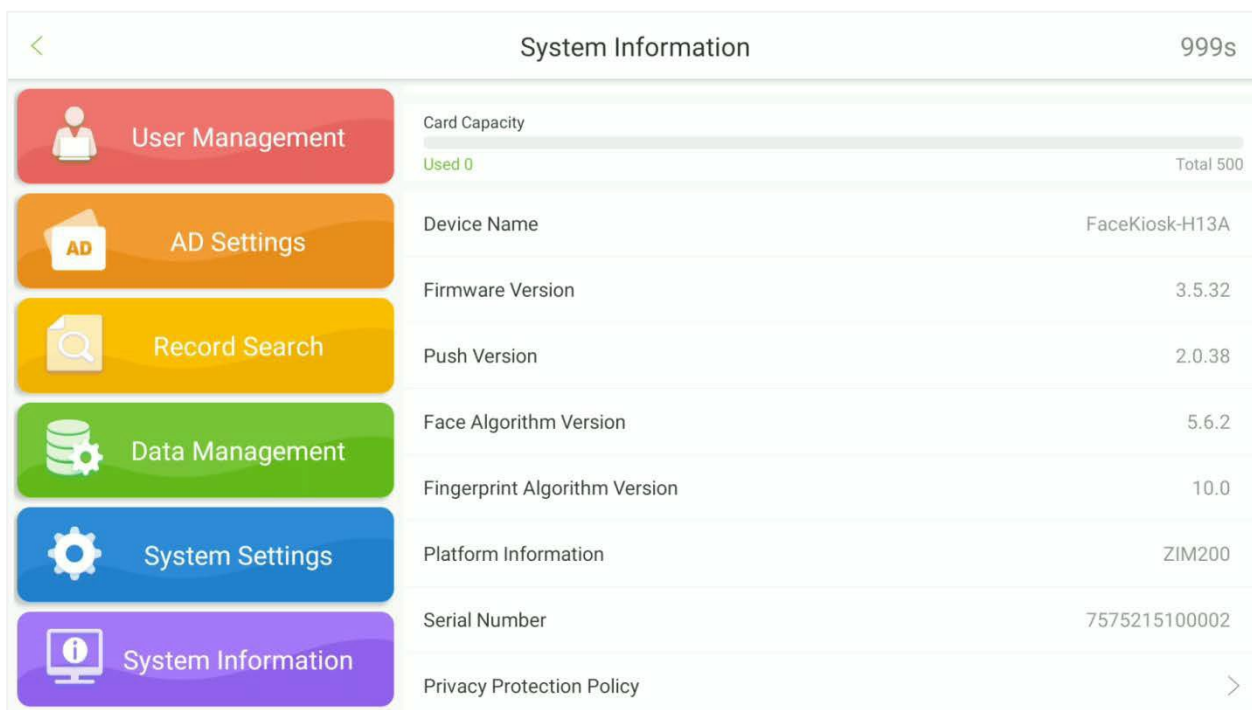 System Information
999s
User Management
AD
AD Settings
Record Search
Data Management
System Settings
System Information
Card Capacity
Used 0
Total 500
Device Name
FaceKiosk-H13A
Firmware Version
3.5.32
Push Version
2.0.38
Face Algorithm Version
5.6.2
Fingerprint Algorithm Version
10.0
Platform Information
ZIM200
Serial Number
7575215100002
Privacy Protection Policy